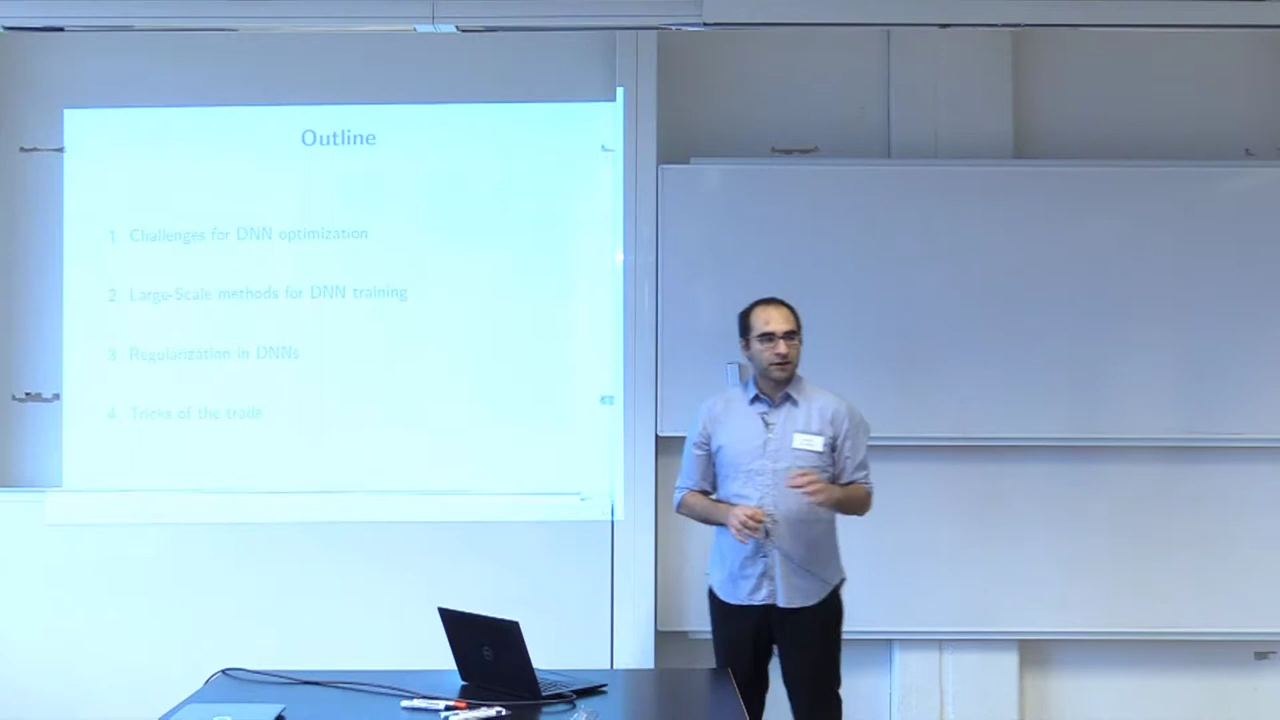 Outline
1. Challenges for DNN optimization
2. Large-Scale methods for DNN training
3. Regularization in DNNs
4. Tricks of the trade
DELL